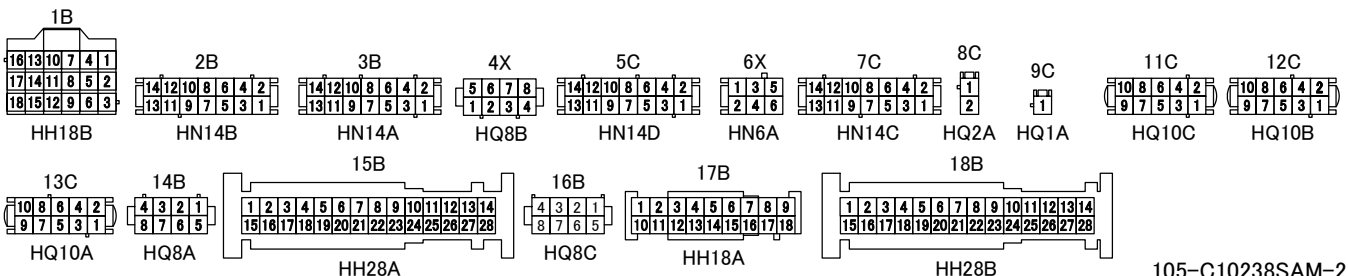 1B
16 13 10 7 4 1
17 14 11 8 5 2
18 15 12 9 6 3
HH18B
2B
14 12 10 8 6 4 2
13 11 9 7 5 3 1
HN14B
3B
14 12 10 8 6 4 2
13 11 9 7 5 3 1
HN14A
4X
5 6 7 8
1 2 3 4
HQ8B
5C
14 12 10 8 6 4 2
13 11 9 7 5 3 1
HN14D
6X
1 3 5
2 4 6
HN6A
7C
14 12 10 8 6 4 2
13 11 9 7 5 3 1
HN14C
8C
1
2
HQ2A
9C
1
HQ1A
11C
10 8 6 4 2
9 7 5 3 1
HQ10C
12C
10 8 6 4 2
9 7 5 3 1
HQ10B
13C
10 8 6 4 2
9 7 5 3 1
HQ10A
14B
4 3 2 1
8 7 6 5
HQ8A
15B
1 2 3 4 5 6 7 8 9 10 11 12 13 14
15 16 17 18 19 20 21 22 23 24 25 26 27 28
HH28A
16B
4 3 2 1
8 7 6 5
HQ8C
17B
1 2 3 4 5 6 7 8 9
10 11 12 13 14 15 16 17 18
HH18A
18B
1 2 3 4 5 6 7 8 9 10 11 12 13 14
15 16 17 18 19 20 21 22 23 24 25 26 27 28
HH28B
105-C10238SAM-2